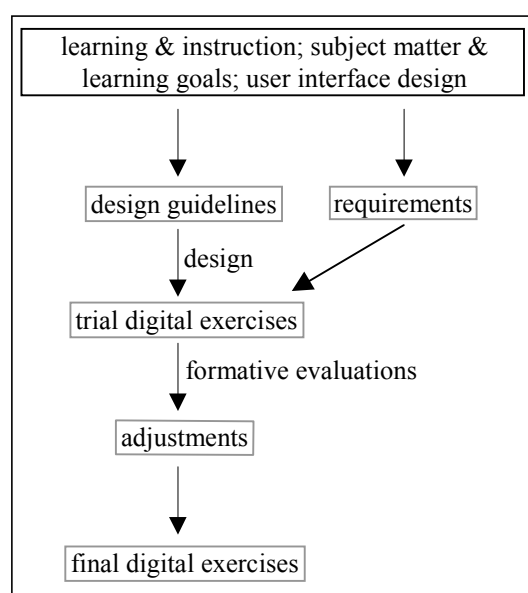 learning & instruction; subject matter &
learning goals; user interface design
design guidelines
requirements
design
trial digital exercises
formative evaluations
adjustments
final digital exercises